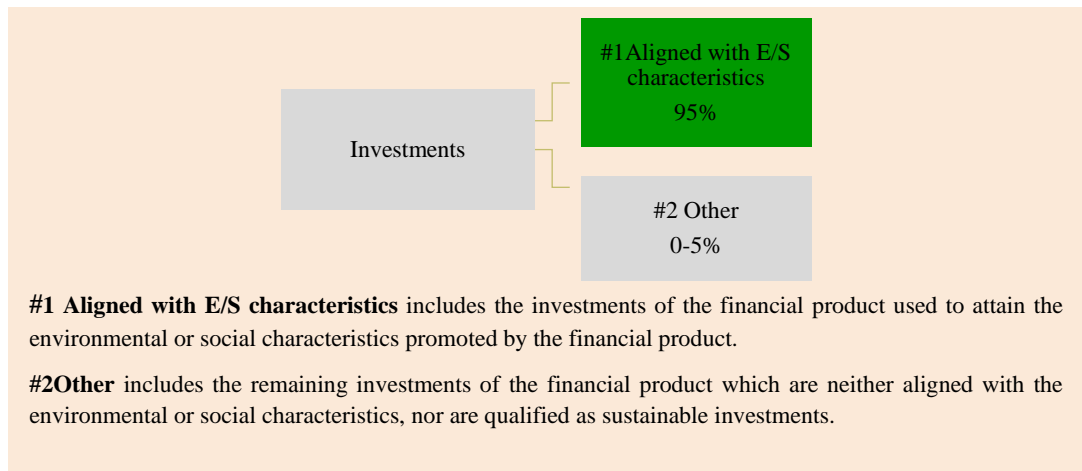 #1Aligned with E/S
characteristics
95%
Investments
#2 Other
0-5%
#1 Aligned with E/S characteristics includes the investments of the financial product used to attain the
environmental or social characteristics promoted by the financial product.
#2Other includes the remaining investments of the financial product which are neither aligned with the
environmental or social characteristics, nor are qualified as sustainable investments.